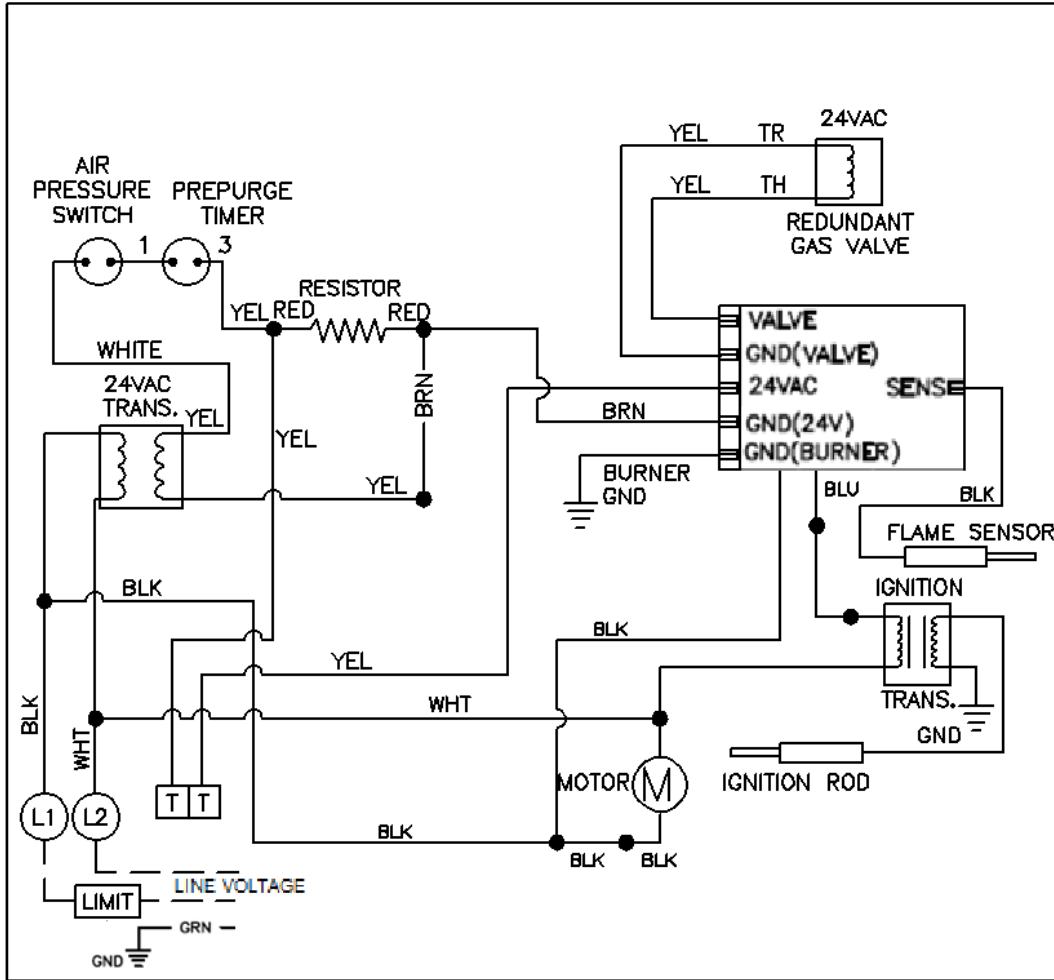 24VAC
YEL TR
YEL TH
REDUNDANT
GAS VALVE
AIR
PRESSURE
SWITCH
PREPURGE
TIMER
1
3
RESISTOR
YEL
RED
RED
WHITE
24VAC
TRANS.
YEL
BRN
YEL
YEL
BRN
VALVE
GND(VALVE)
24VAC
SENSE
GND(24V)
GND(BURNER)
BURNER
GND
BLU
BLK
FLAME SENSOR
IGNITION
TRANS.
GND
BLK
BLK
YEL
WHT
BLK
WHT
L1
L2
T
T
MOTOR
M
IGNITION ROD
BLK
BLK
BLK
LINE VOLTAGE
LIMIT
GRN
GND